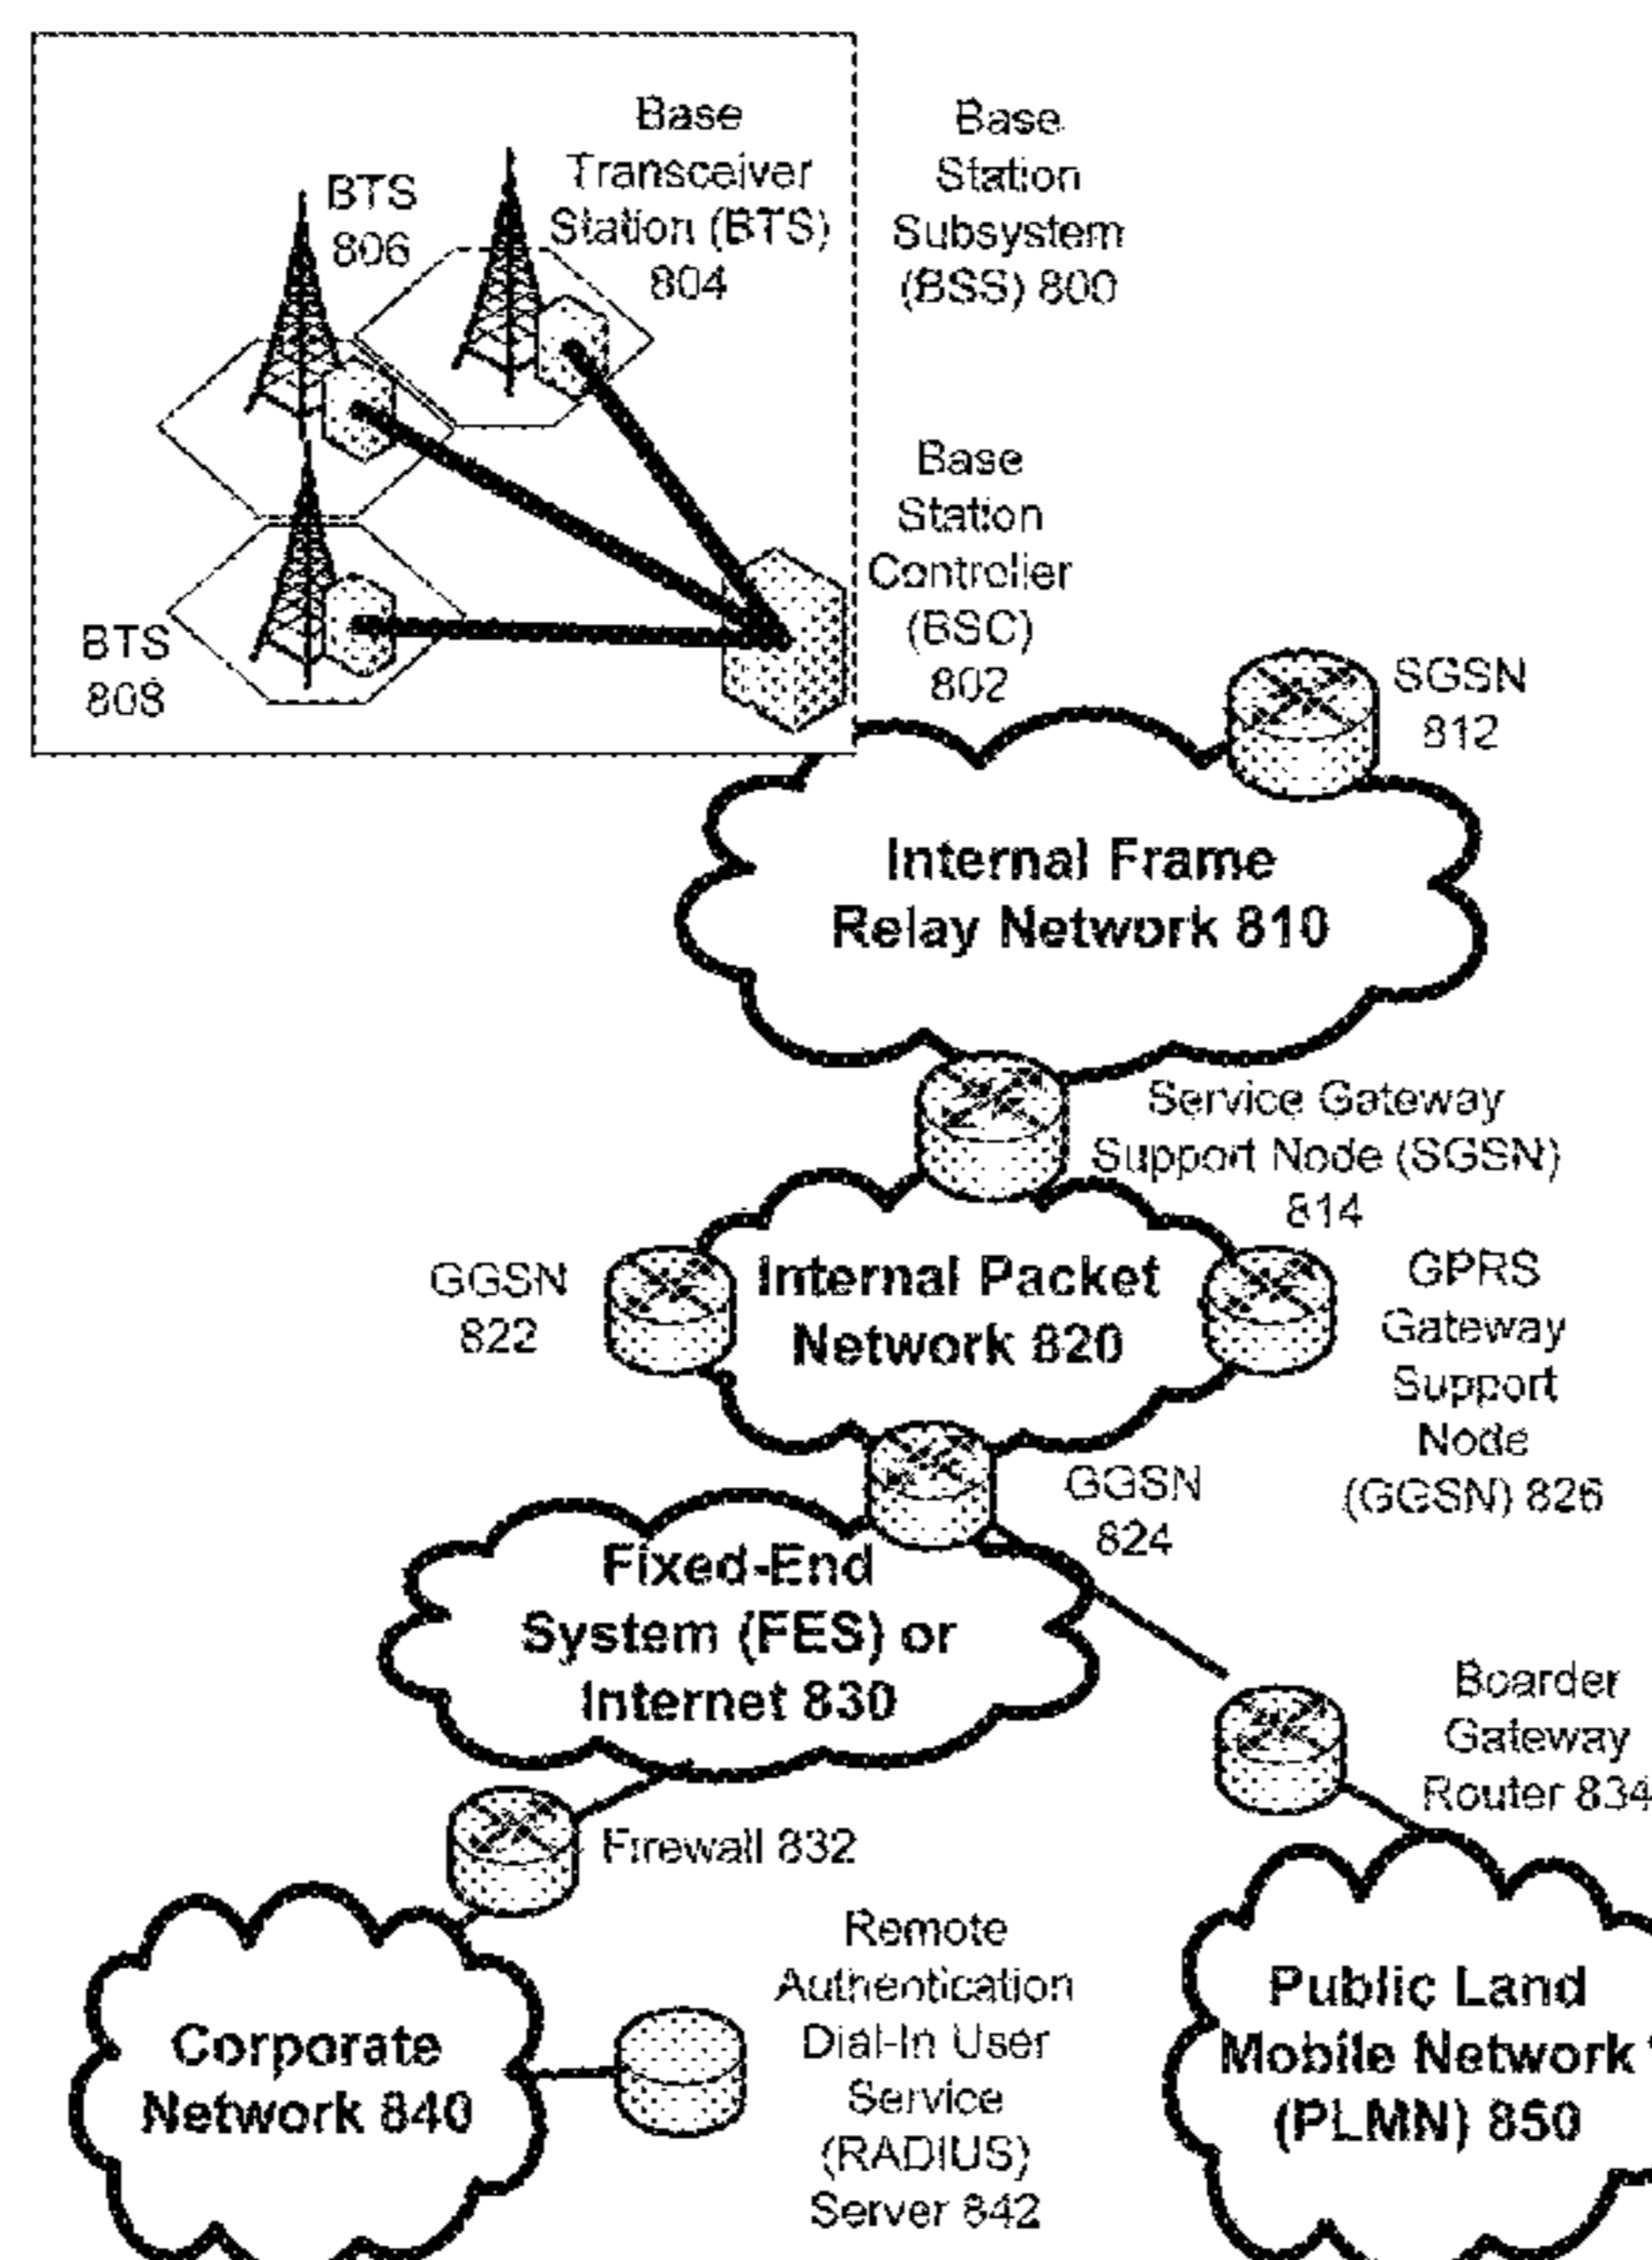 Base
Transceiver
Station (BTS)
804
BTS
806
Base
Station
Subsystem
(BSS) 800
Base
Station
Controller
(BSC)
802
BTS
808
SGSN
812
Internal Frame
Relay Network 810
Service Gateway
Support Node (SGSN)
814
GGSN
822
Internal Packet
Network 820
GPRS
Gateway
Support
Node
(GGSN) 826
GGSN
824
Fixed-End
System (FES) or
Internet 830
Boarder
Gateway
Router 834
Firewall 832
Remote
Authentication
Dial-In User
Service
(RADIUS)
Server 842
Corporate
Network 840
Public Land
Mobile Network
(PLMN) 850